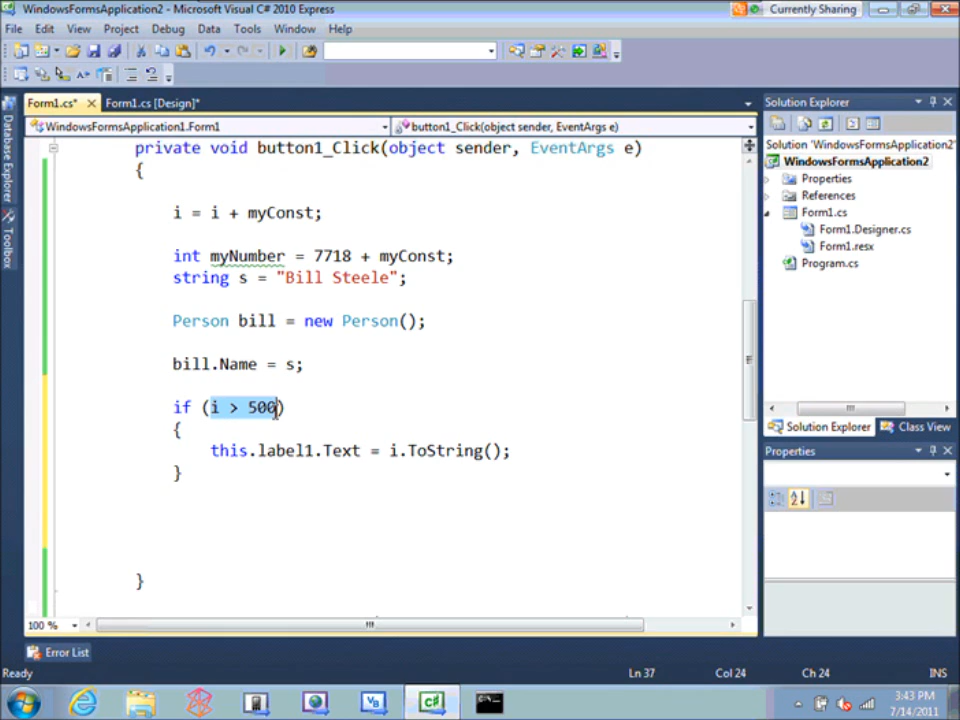 WindowsFormsApplication2 - Microsoft Visual C# 2010 Express
Currently Sharing
File Edit View Project Debug Data Tools Window Help
Form1.cs* Form1.cs [Design]*
WindowsFormsApplication1.Form1
button1_Click(object sender, EventArgs e)
Database Explorer
Toolbox
private void button1_Click(object sender, EventArgs e)
{
i = i + myConst;
int myNumber = 7718 + myConst;
string s = "Bill Steele";
Person bill = new Person();
bill.Name = s;
if (i > 500)
{
this.label1.Text = i.ToString();
}
}
100 %
Solution Explorer
Solution 'WindowsFormsApplication2'
WindowsFormsApplication2
Properties
References
Form1.cs
Form1.Designer.cs
Form1.resx
Program.cs
Solution Explorer Class View
Properties
Error List
Ready Ln 37 Col 24 Ch 24 INS
3:43 PM
7/14/2011